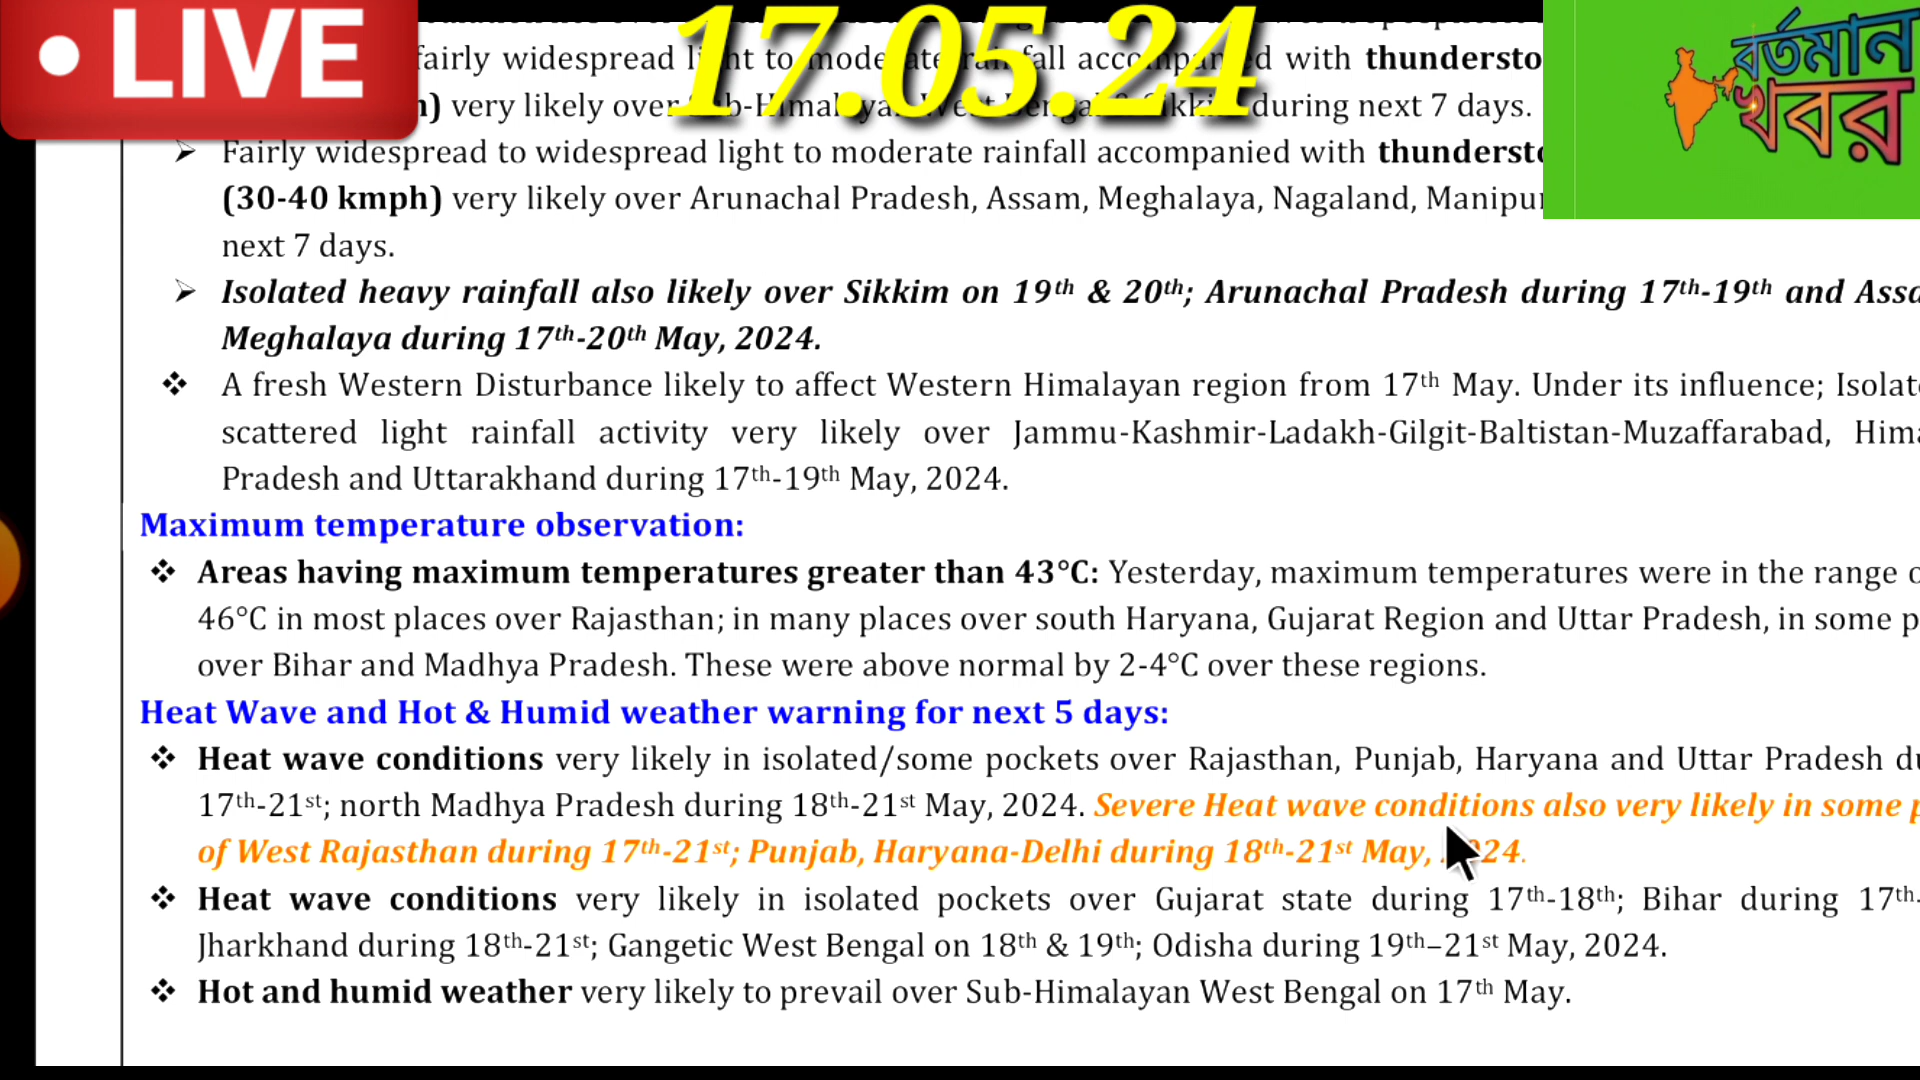 LIVE
17.05.24
বর্তমান
খবর
fairly widespread light to moderate rainfall accompanied with
very likely over Sub-Himalayan West Bengal & Sikkim during next 7 days.
➢ Fairly widespread to widespread light to moderate rainfall accompanied with
(30-40 kmph) very likely over Arunachal Pradesh, Assam, Meghalaya, Nagaland,
next 7 days.
➢ Isolated heavy rainfall also likely over Sikkim on 19th & 20th; Arunachal Pradesh during 17th-19th and
Meghalaya during 17th-20th May, 2024.
❖ A fresh Western Disturbance likely to affect Western Himalayan region from 17th May. Under its influence;
scattered light rainfall activity very likely over Jammu-Kashmir-Ladakh-Gilgit-Baltistan-Muzaffarabad,
Pradesh and Uttarakhand during 17th-19th May, 2024.
Maximum temperature observation:
❖ Areas having maximum temperatures greater than 43°C: Yesterday, maximum temperatures were in the range
46°C in most places over Rajasthan; in many places over south Haryana, Gujarat Region and Uttar Pradesh, in some
over Bihar and Madhya Pradesh. These were above normal by 2-4°C over these regions.
Heat Wave and Hot & Humid weather warning for next 5 days:
❖ Heat wave conditions very likely in isolated/some pockets over Rajasthan, Punjab, Haryana and Uttar Pradesh
17th-21st; north Madhya Pradesh during 18th-21st May, 2024. Severe Heat wave conditions also very likely in some
of West Rajasthan during 17th-21st; Punjab, Haryana-Delhi during 18th-21st May, 2024.
❖ Heat wave conditions very likely in isolated pockets over Gujarat state during 17th-18th; Bihar during 17th-
Jharkhand during 18th-21st; Gangetic West Bengal on 18th & 19th; Odisha during 19th–21st May, 2024.
❖ Hot and humid weather very likely to prevail over Sub-Himalayan West Bengal on 17th May.